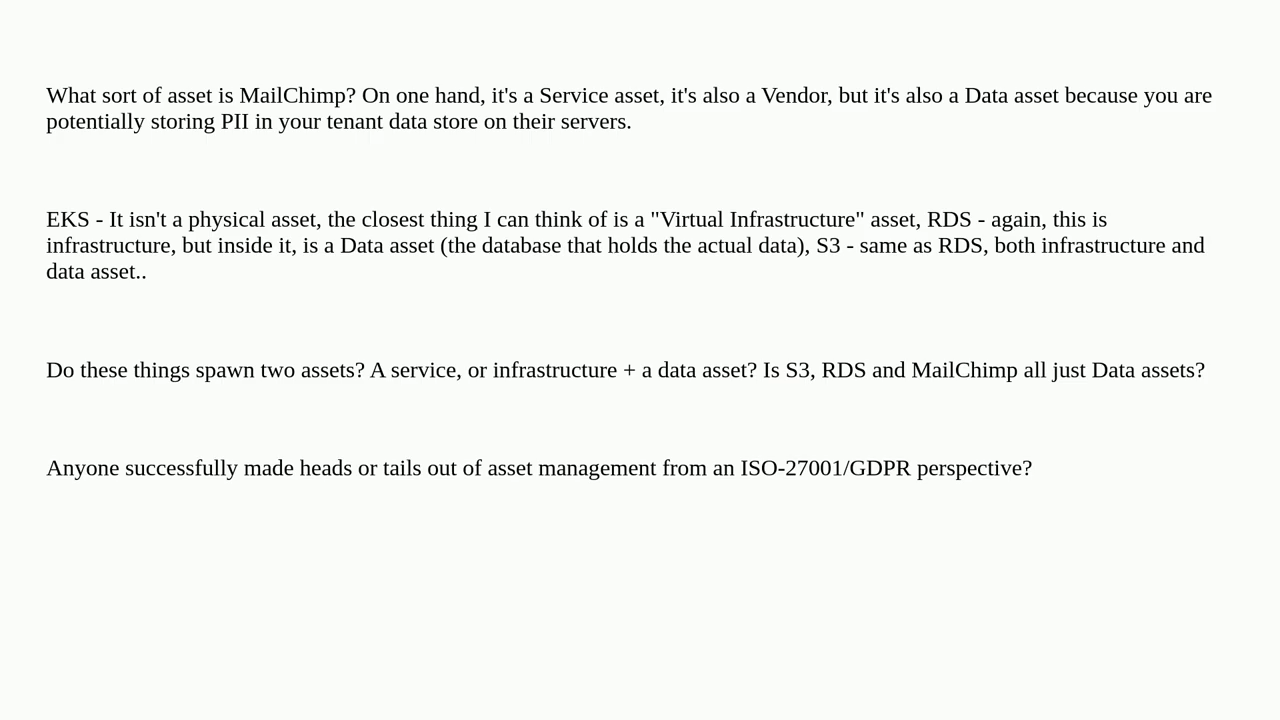 What sort of asset is MailChimp? On one hand, it's a Service asset, it's also a Vendor, but it's also a Data asset because you are
potentially storing PII in your tenant data store on their servers.
EKS - It isn't a physical asset, the closest thing I can think of is a "Virtual Infrastructure" asset, RDS - again, this is
infrastructure, but inside it, is a Data asset (the database that holds the actual data), S3 - same as RDS, both infrastructure and
data asset..
Do these things spawn two assets? A service, or infrastructure + a data asset? Is S3, RDS and MailChimp all just Data assets?
Anyone successfully made heads or tails out of asset management from an ISO-27001/GDPR perspective?